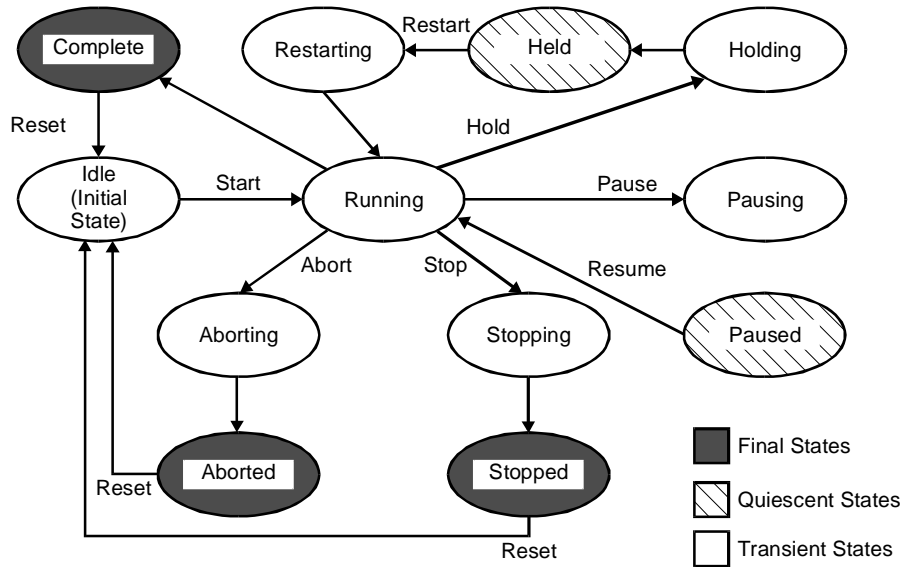 Complete
Restarting
Restart
Held
Holding
Reset
Hold
Idle
(Initial
State)
Start
Running
Pause
Pausing
Abort
Stop
Resume
Aborting
Stopping
Paused
Aborted
Stopped
Reset
Reset
Final States
Quiescent States
Transient States